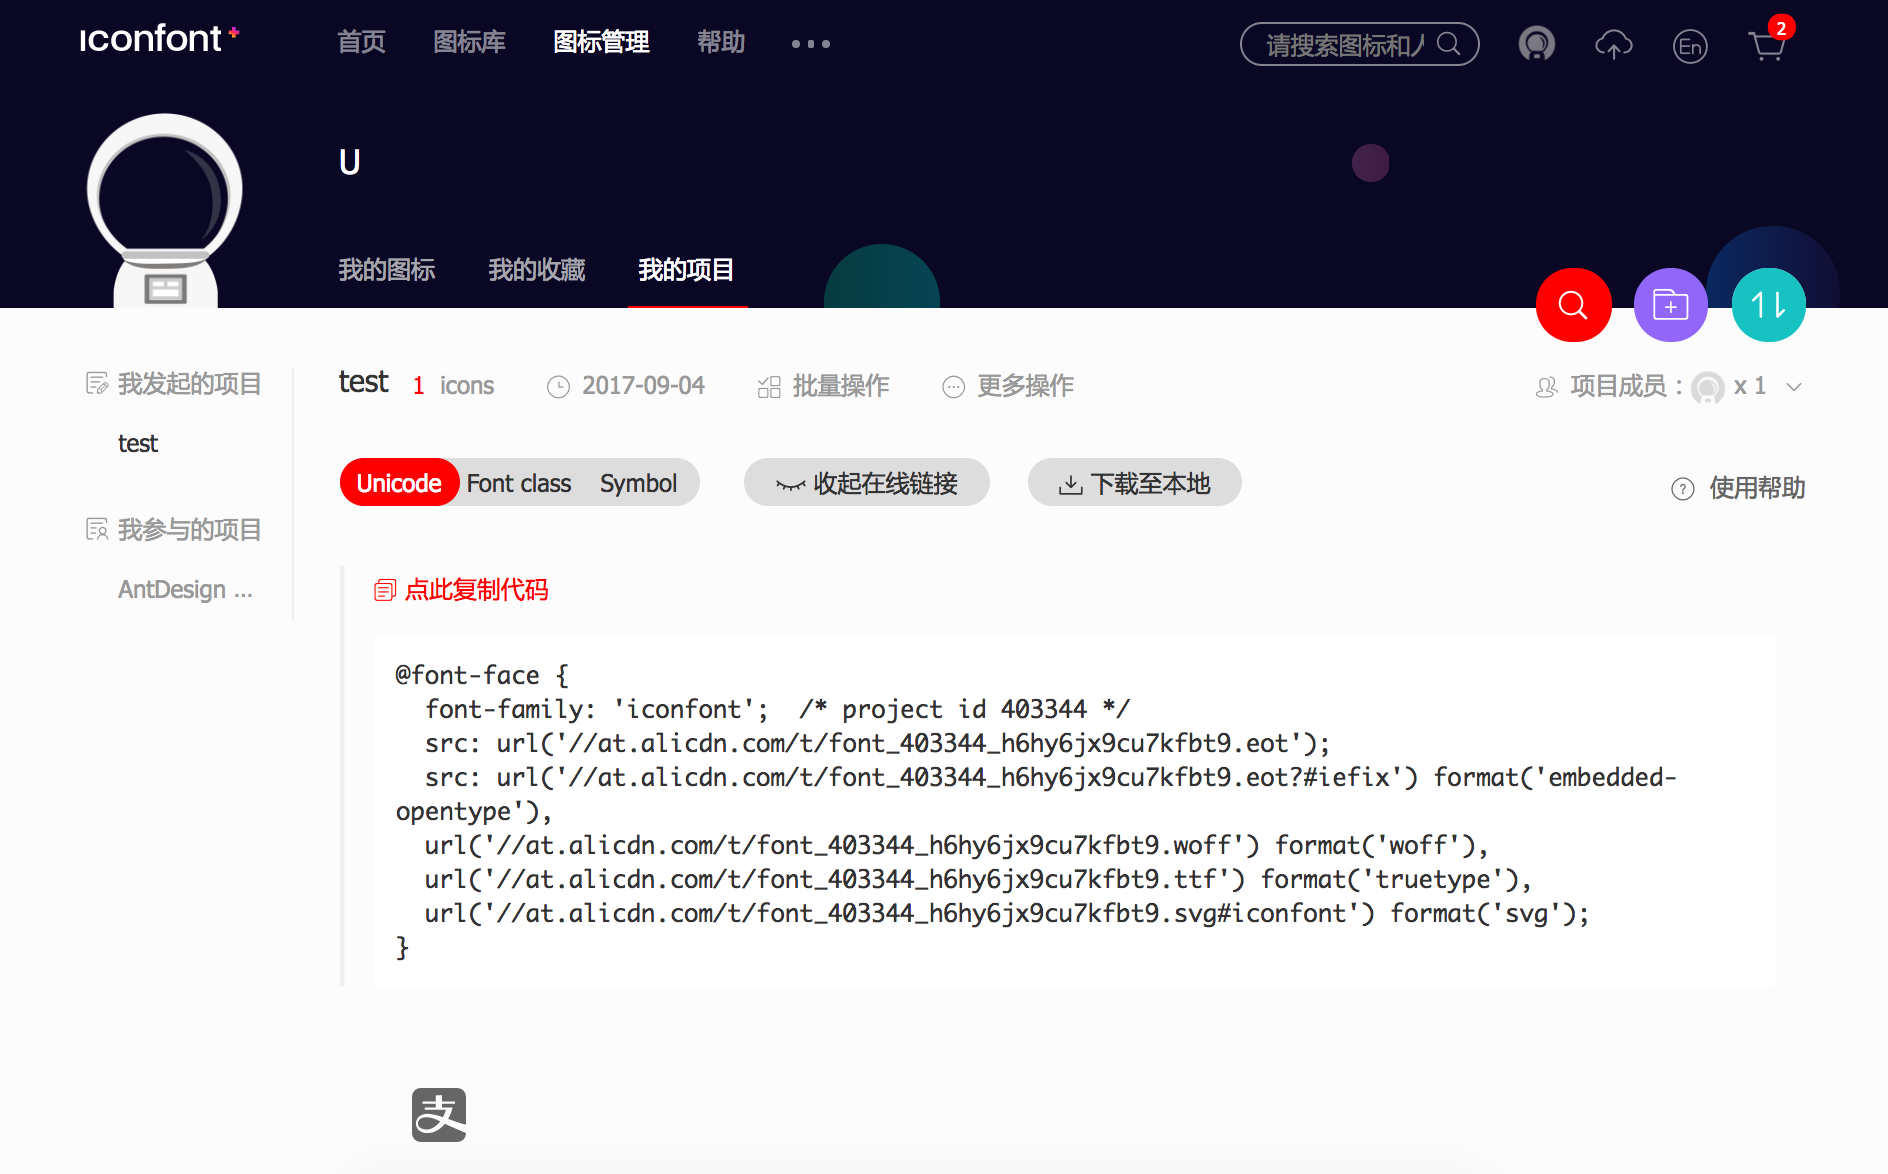 iconfont+
首页 图标库 图标管理 帮助 •••
请搜索图标和人
En
2
U
我的图标 我的收藏 我的项目
我发起的项目
test
我参与的项目
AntDesign ...
test 1 icons 2017-09-04 批量操作 更多操作
项目成员 : x 1
Unicode Font class Symbol 收起在线链接 下载至本地
? 使用帮助
点此复制代码
@font-face {
font-family: 'iconfont'; /* project id 403344 */
src: url('//at.alicdn.com/t/font_403344_h6hy6jx9cu7kfbt9.eot');
src: url('//at.alicdn.com/t/font_403344_h6hy6jx9cu7kfbt9.eot?#iefix') format('embedded-
opentype'),
url('//at.alicdn.com/t/font_403344_h6hy6jx9cu7kfbt9.woff') format('woff'),
url('//at.alicdn.com/t/font_403344_h6hy6jx9cu7kfbt9.ttf') format('truetype'),
url('//at.alicdn.com/t/font_403344_h6hy6jx9cu7kfbt9.svg#iconfont') format('svg');
}
支